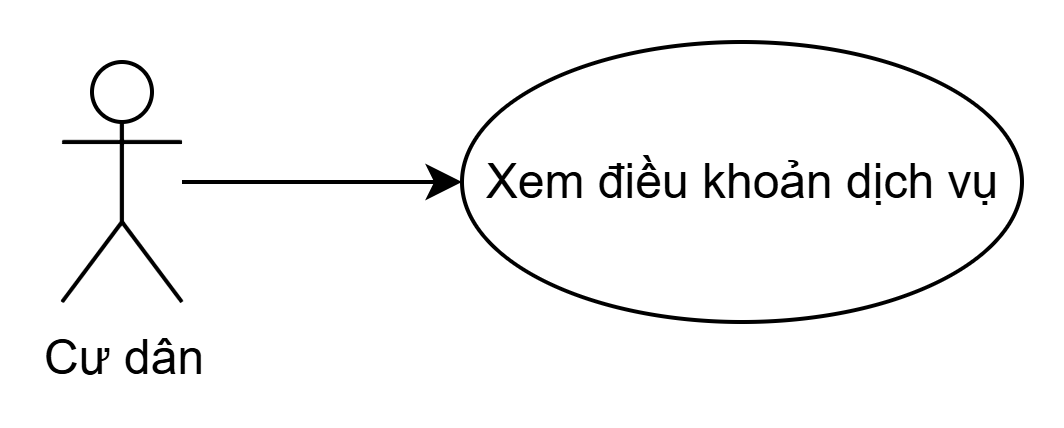 Xem điều khoản dịch vụ
Cư dân